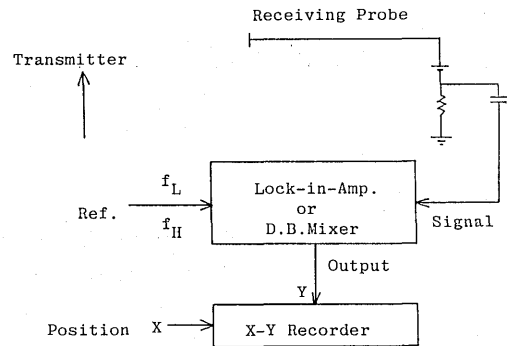 Receiving Probe
Transmitter
f_L
Ref.
f_H
Lock-in-Amp.
or
D.B.Mixer
Signal
Output
Y
Position X
X-Y Recorder